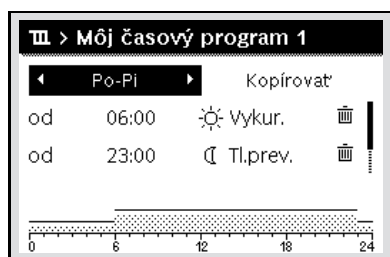 > Môj časový program 1
Po-Pi Kopírovať
od 06:00 Vykur.
od 23:00 Tl.prev.
0 6 12 18 24